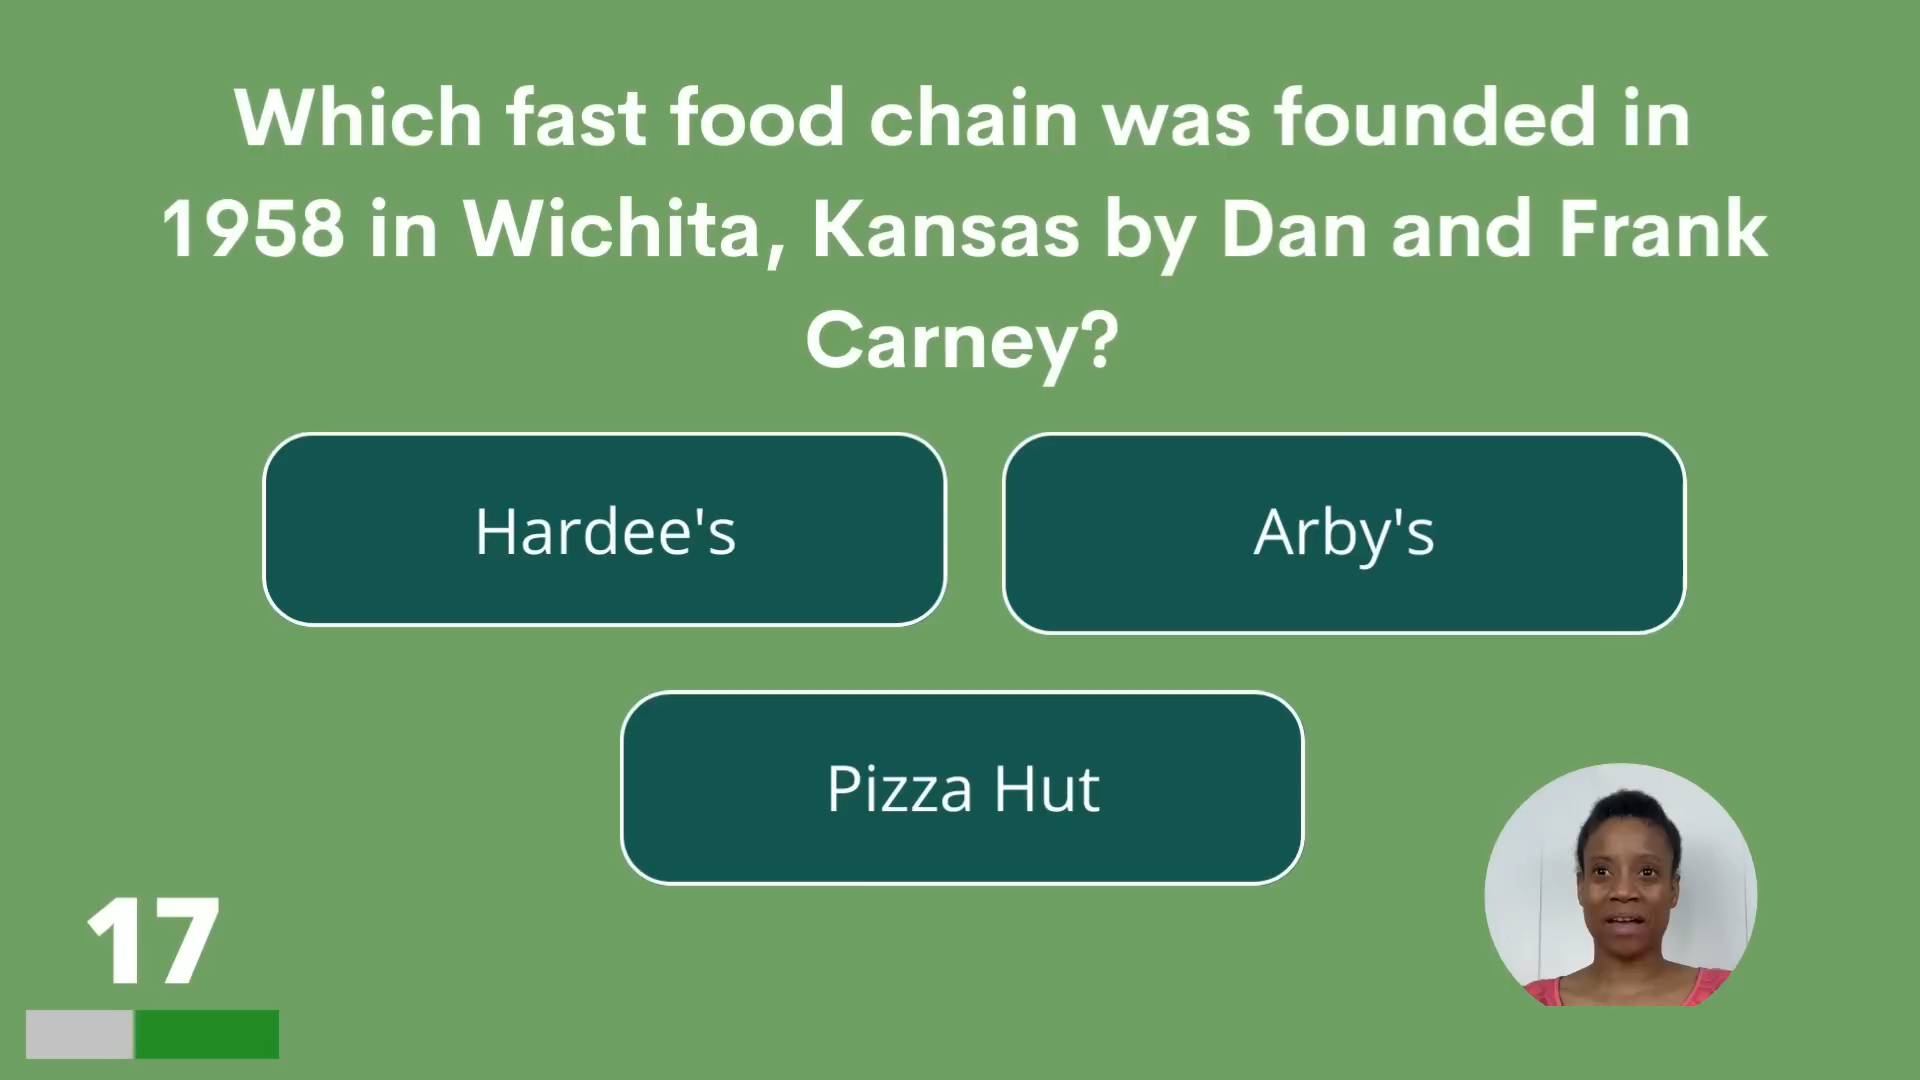 Which fast food chain was founded in
1958 in Wichita, Kansas by Dan and Frank
Carney?
Hardee's
Arby's
Pizza Hut
17